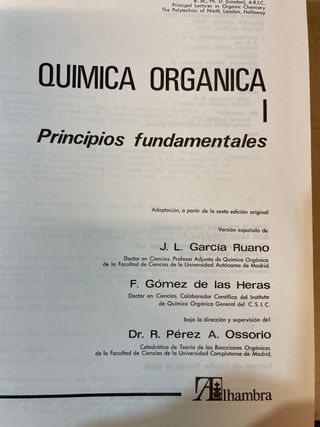 B. Sc., Ph. D. (London), A.R.I.C.,
Principal Lecturer in Organic Chemistry
The Polytechnic of North London, Holloway
QUIMICA ORGANICA
I
Principios fundamentales
Adaptación, a partir de la sexta edición original
Versión española de
J. L. García Ruano
Doctor en Ciencias. Profesor Adjunto de Química Orgánica
de la Facultad de Ciencias de la Universidad Autónoma de Madrid.
F. Gómez de las Heras
Doctor en Ciencias. Colaborador Científico del Instituto
de Química Orgánica General del C. S. I. C.
bajo la dirección y supervisión del
Dr. R. Pérez A. Ossorio
Catedrático de Teoría de las Reacciones Orgánicos
de la Facultad de Ciencias de la Universidad Complutense de Madrid.
Alhambra